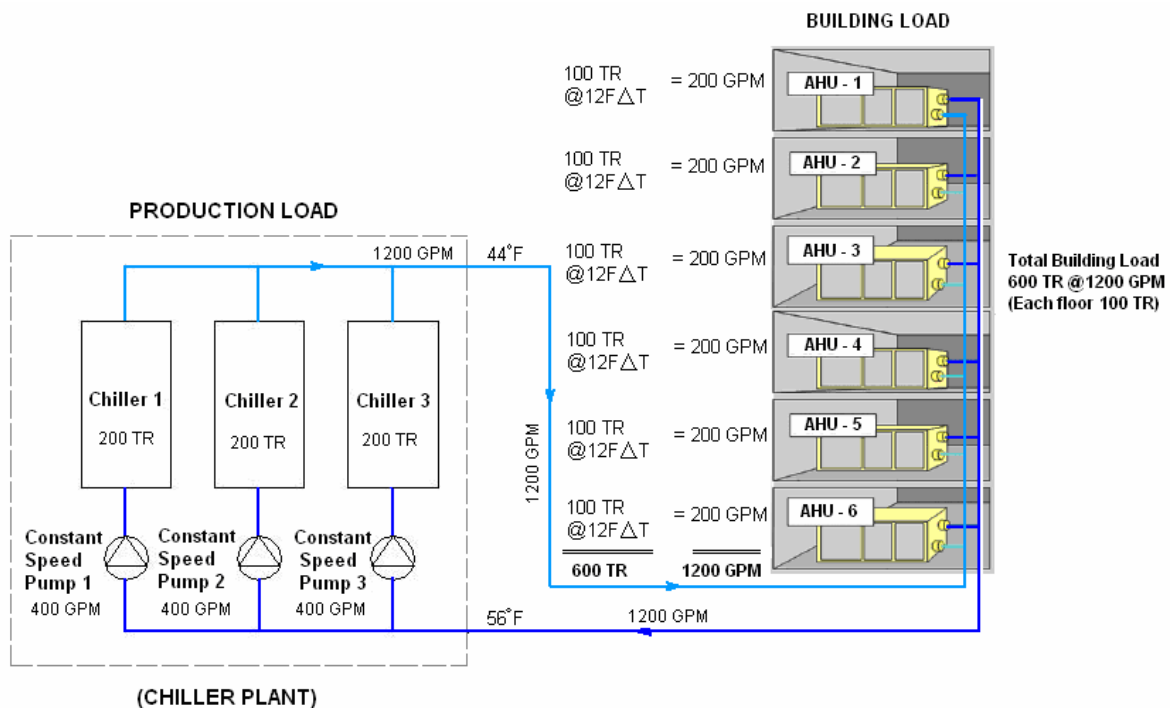 BUILDING LOAD
100 TR
@12F△T
= 200 GPM
AHU - 1
100 TR
@12F△T
= 200 GPM
AHU - 2
100 TR
@12F△T
= 200 GPM
AHU - 3
100 TR
@12F△T
= 200 GPM
AHU - 4
100 TR
@12F△T
= 200 GPM
AHU - 5
100 TR
@12F△T
= 200 GPM
AHU - 6
600 TR
1200 GPM
Total Building Load
600 TR @1200 GPM
(Each floor 100 TR)
PRODUCTION LOAD
1200 GPM
44°F
1200 GPM
Chiller 1
200 TR
Chiller 2
200 TR
Chiller 3
200 TR
Constant
Speed
Pump 1
400 GPM
Constant
Speed
Pump 2
400 GPM
Constant
Speed
Pump 3
400 GPM
56°F
1200 GPM
(CHILLER PLANT)